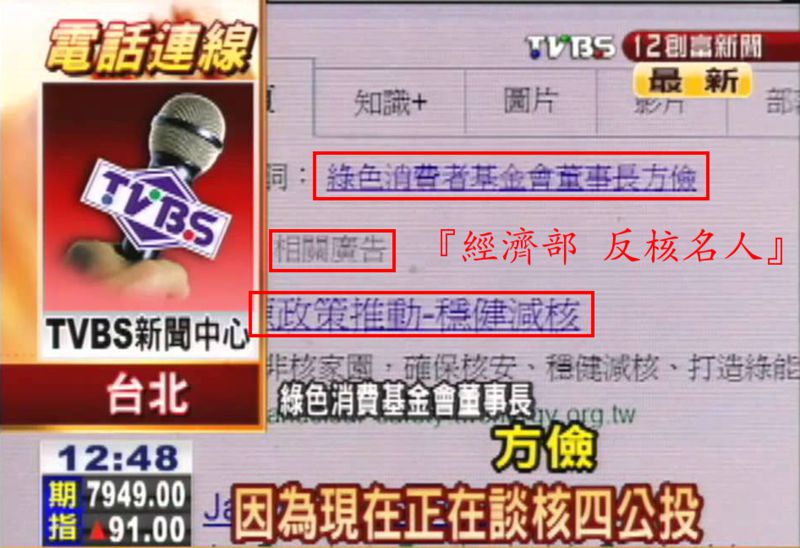 電話連線
TVBS 12創富新聞
最新
知識+
圖片
影片
詞：綠色消費者基金會董事長方儉
TVBS
相關廣告
『經濟部 反核名人』
政策推動-穩健減核
TVBS新聞中心
非核家園，確保核安、穩健減核、打造綠能
台北
綠色消費基金會董事長
org.tw
方儉
12:48
期指
7949.00
▲91.00
因為現在正在談核四公投